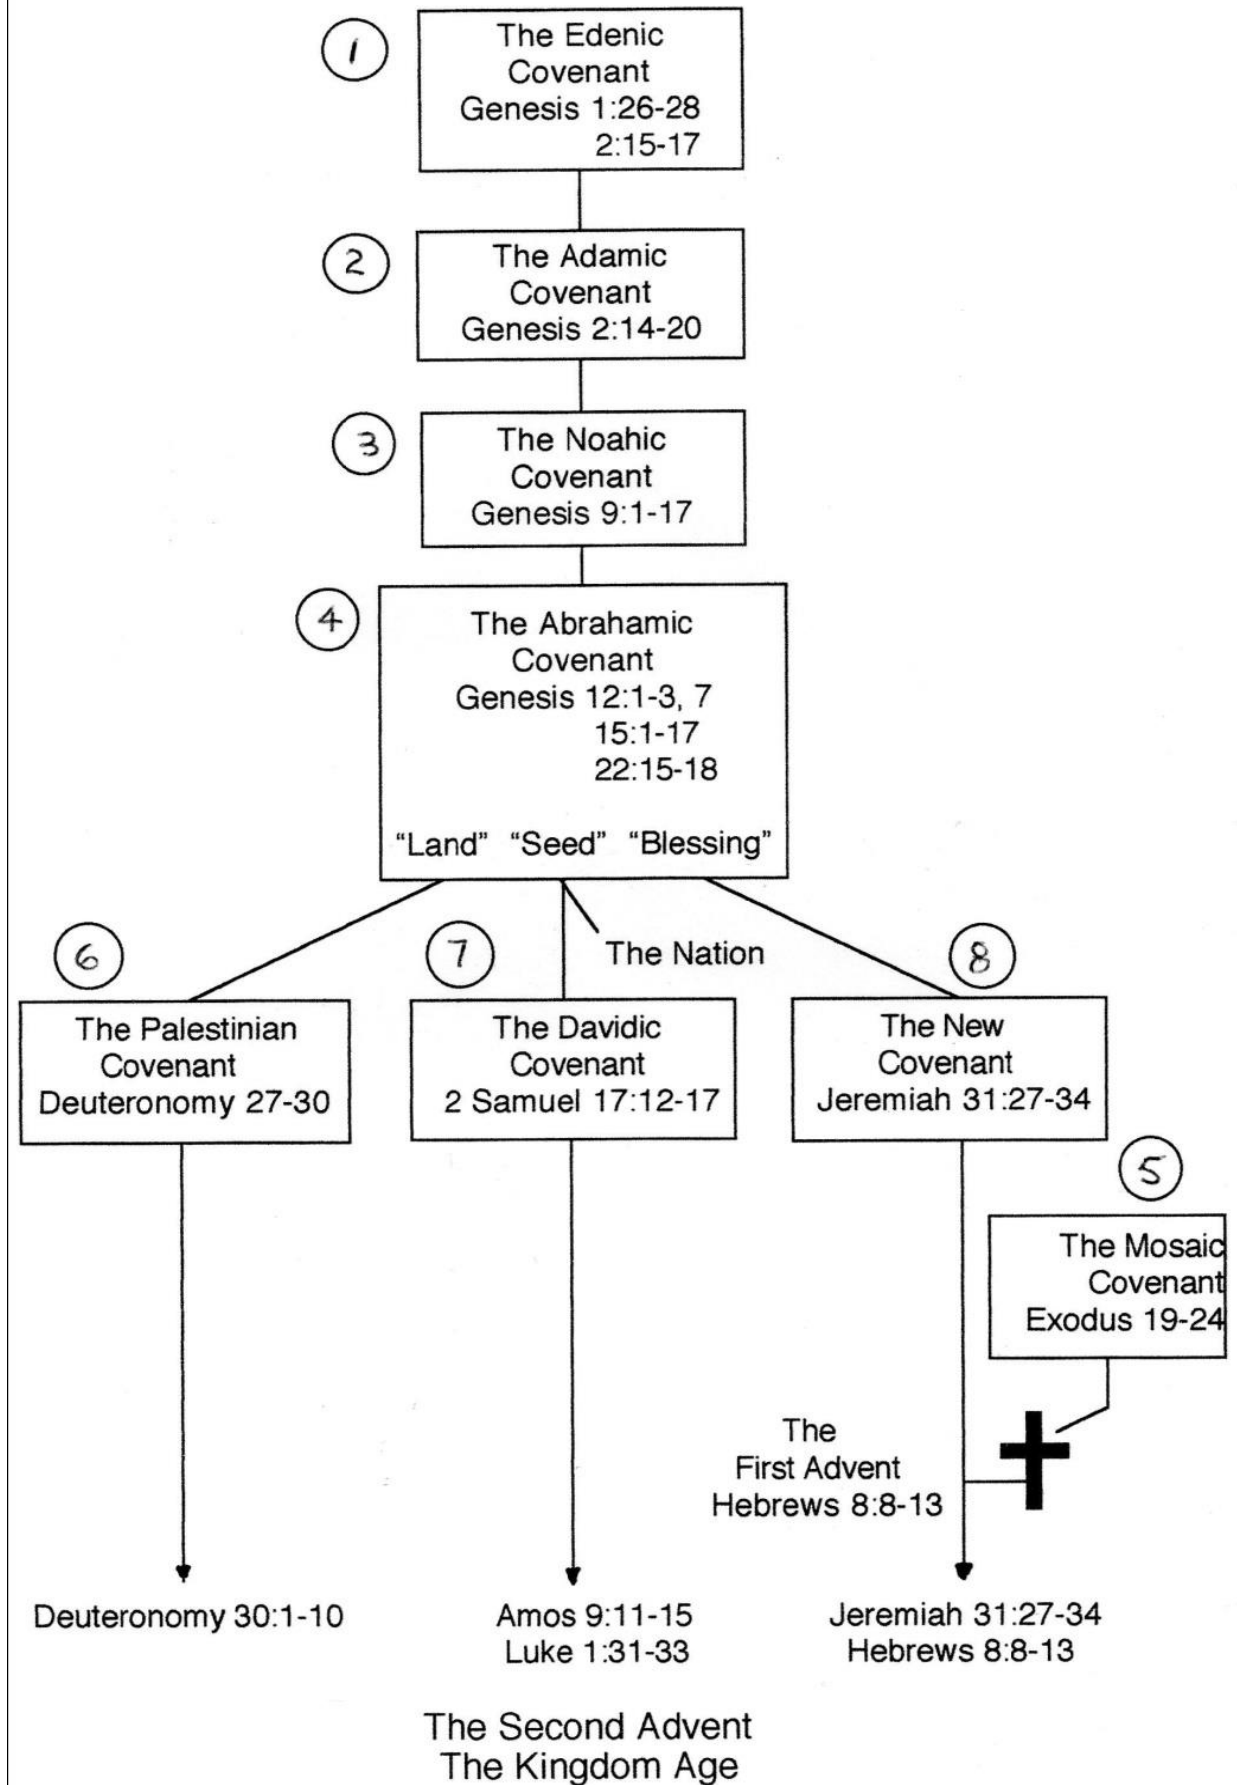 1
The Edenic
Covenant
Genesis 1:26-28
2:15-17
2
The Adamic
Covenant
Genesis 2:14-20
3
The Noahic
Covenant
Genesis 9:1-17
4
The Abrahamic
Covenant
Genesis 12:1-3, 7
15:1-17
22:15-18
“Land” “Seed” “Blessing”
The Nation
6
The Palestinian
Covenant
Deuteronomy 27-30
7
The Davidic
Covenant
2 Samuel 17:12-17
8
The New
Covenant
Jeremiah 31:27-34
5
The Mosaic
Covenant
Exodus 19-24
The
First Advent
Hebrews 8:8-13
Deuteronomy 30:1-10
Amos 9:11-15
Luke 1:31-33
Jeremiah 31:27-34
Hebrews 8:8-13
The Second Advent
The Kingdom Age